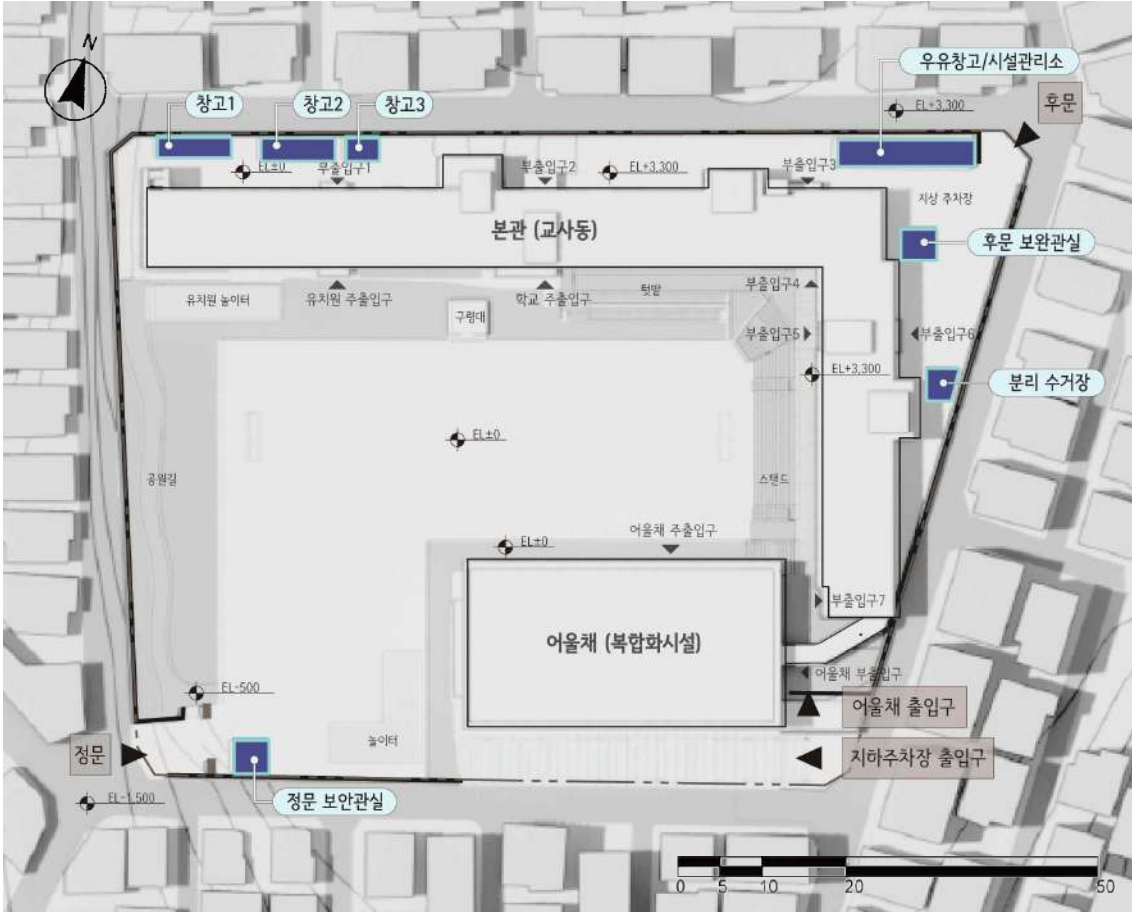 N
우유창고/시설관리소
창고1
창고2
창고3
EL+3,300
후문
EL±0
부출입구1
부출입구2
EL+3,300
부출입구3
지상 주차장
본관 (교사동)
후문 보완관실
유치원 놀이터
유치원 주출입구
학교 주출입구
텃밭
부출입구4
구령대
부출입구5
부출입구6
EL+3,300
분리 수거장
EL±0
공원길
스탠드
어울채 주출입구
EL±0
부출입구7
어울채 (복합화시설)
어울채 부출입구
EL-500
어울채 출입구
정문
놀이터
지하주차장 출입구
EL-1,500
정문 보안관실
0 5 10 20 50